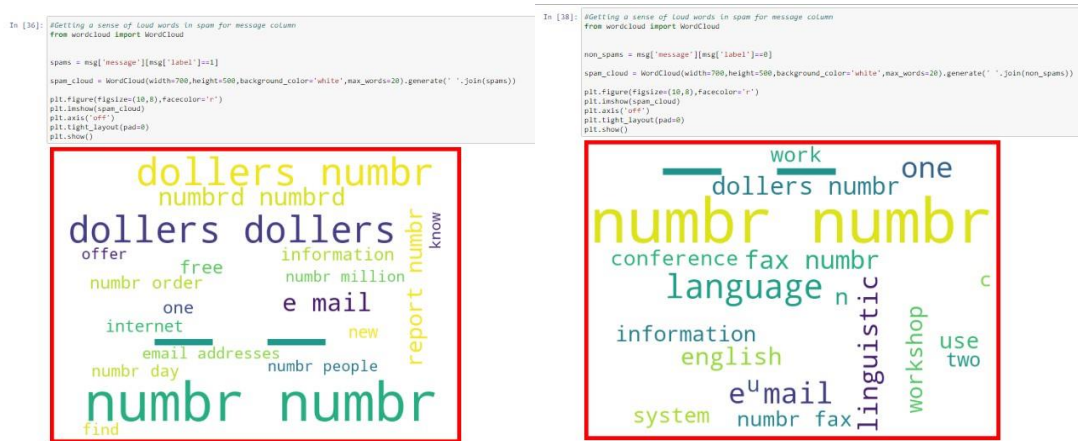 In [36]: #Getting a sense of loud words in spam for message column
from wordcloud import WordCloud
spams = msg['message'][msg['label']==1]
spam_cloud = WordCloud(width=700,height=500,background_color='white',max_words=20).generate(' '.join(spams))
plt.figure(figsize=(10,8),facecolor='r')
plt.imshow(spam_cloud)
plt.axis('off')
plt.tight_layout(pad=0)
plt.show()
dollers numbr
numbrd numbrd
dollers dollers
offer
information
free
numbr order
numbr million
one
e mail
internet
new
email addresses
numbr day
numbr people
numbr numbr
find
report numbr
know
In [38]: #Getting a sense of loud words in spam for message column
from wordcloud import WordCloud
non_spams = msg['message'][msg['label']==0]
spam_cloud = WordCloud(width=700,height=500,background_color='white',max_words=20).generate(' '.join(non_spams))
plt.figure(figsize=(10,8),facecolor='r')
plt.imshow(spam_cloud)
plt.axis('off')
plt.tight_layout(pad=0)
plt.show()
work
one
dollers numbr
numbr numbr
conference
fax numbr
language
n
c
information
english
linguistic
workshop
use
two
e mail
u
system
numbr fax